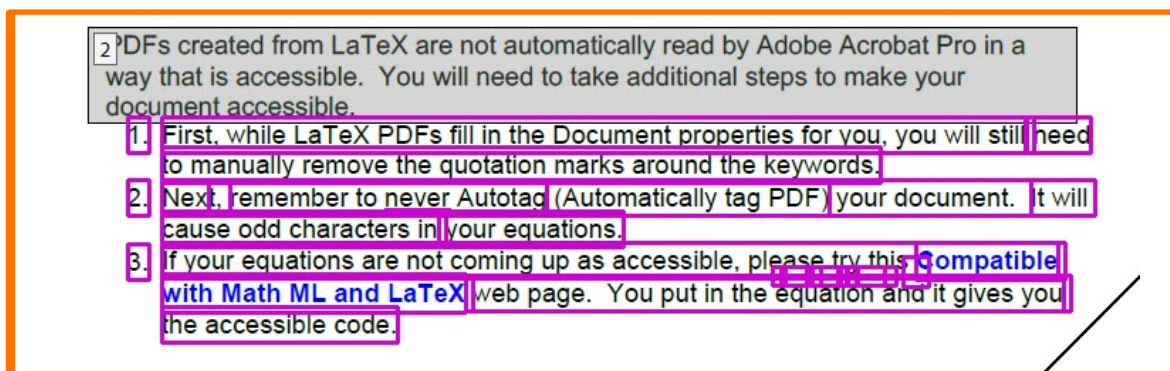 2 PDFs created from LaTeX are not automatically read by Adobe Acrobat Pro in a
way that is accessible. You will need to take additional steps to make your
document accessible.
1. First, while LaTeX PDFs fill in the Document properties for you, you will still need
to manually remove the quotation marks around the keywords.
2. Next, remember to never Autotag (Automatically tag PDF) your document. It will
cause odd characters in your equations.
3. If your equations are not coming up as accessible, please try this Compatible
with Math ML and LaTeX web page. You put in the equation and it gives you
the accessible code.